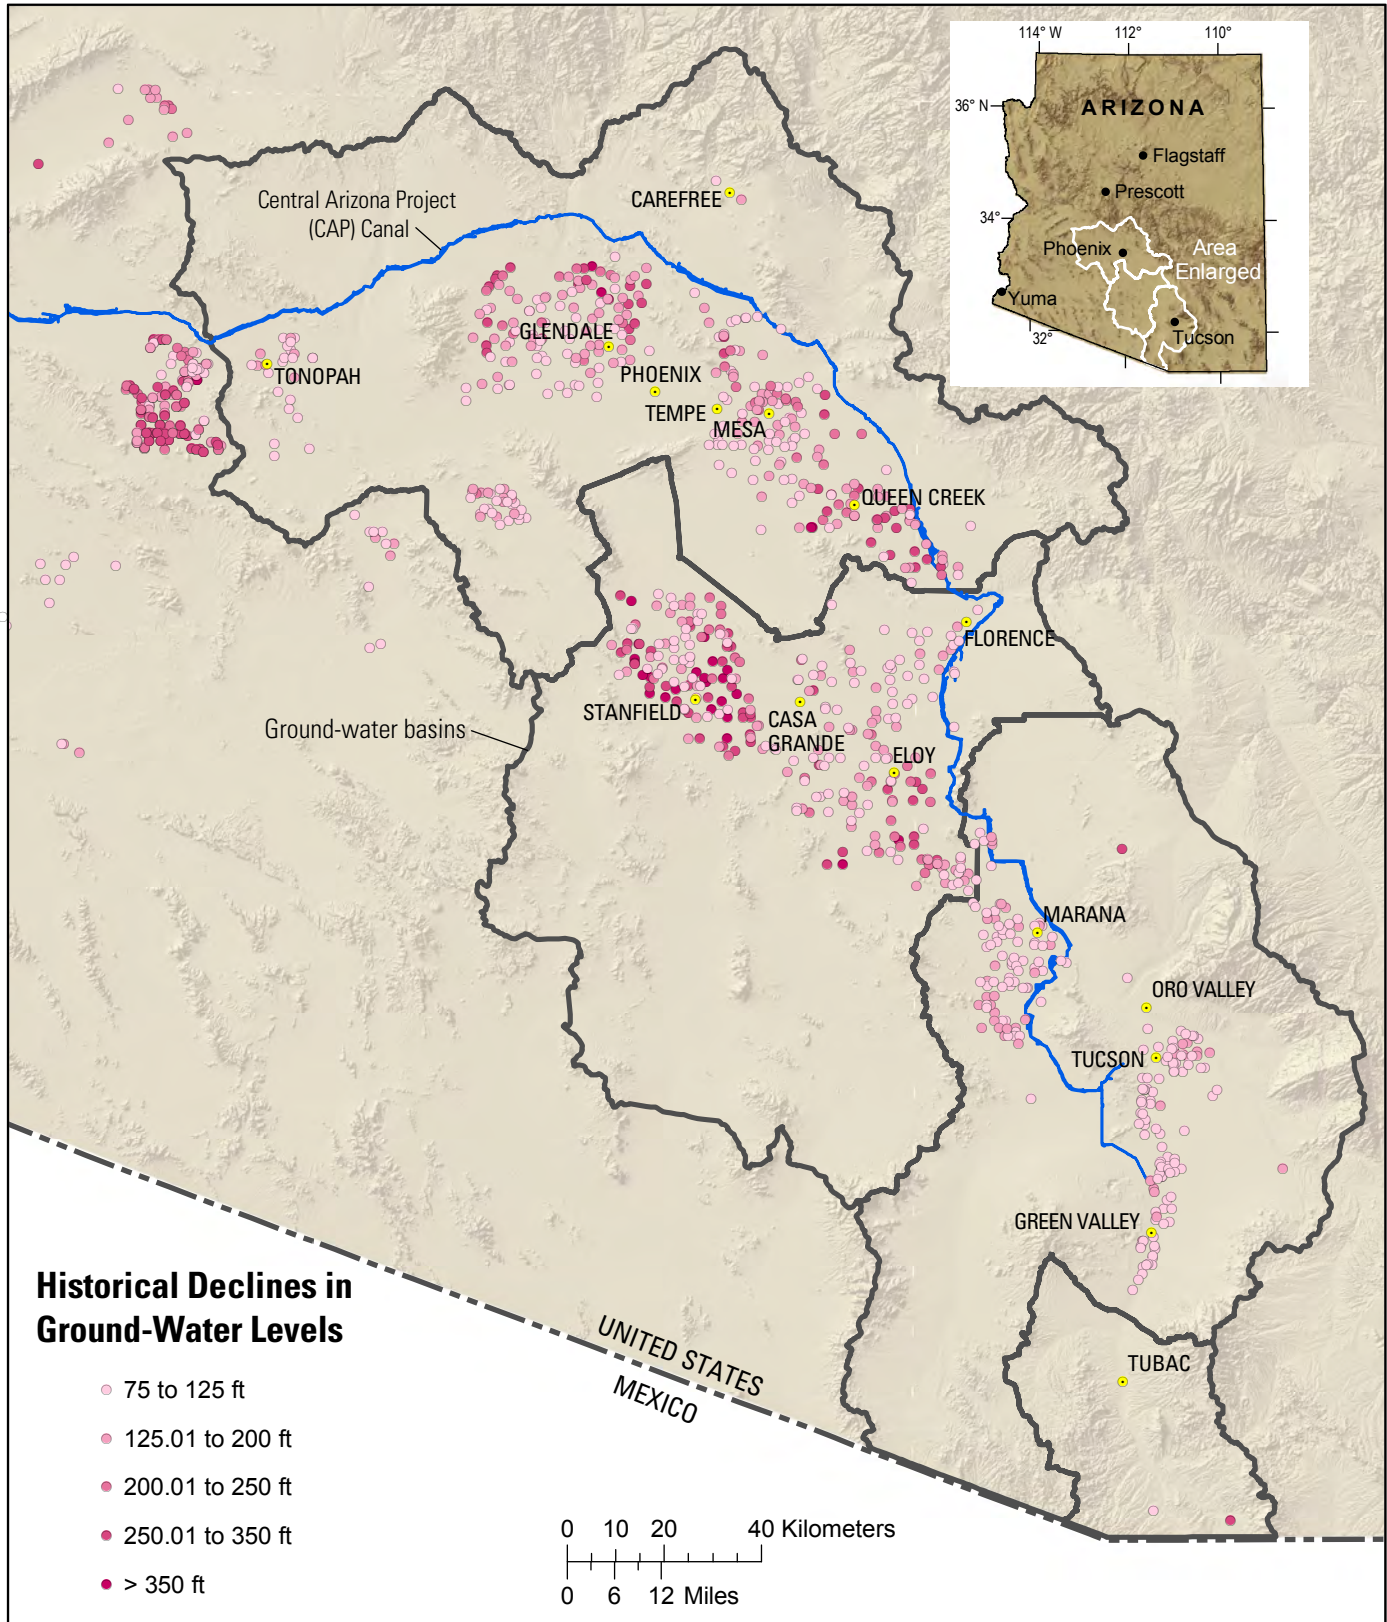 114° W
112°
110°
36° N
ARIZONA
Flagstaff
Prescott
34°
Phoenix
Area
Enlarged
Yuma
32°
Tucson
Central Arizona Project
(CAP) Canal
CAREFREE
GLENDALE
TONOPAH
PHOENIX
TEMPE
MESA
QUEEN CREEK
FLORENCE
STANFIELD
CASA
GRANDE
Ground-water basins
ELOY
MARANA
ORO VALLEY
TUCSON
GREEN VALLEY
TUBAC
UNITED STATES
MEXICO
Historical Declines in
Ground-Water Levels
75 to 125 ft
125.01 to 200 ft
200.01 to 250 ft
250.01 to 350 ft
> 350 ft
0 10 20 40 Kilometers
0 6 12 Miles